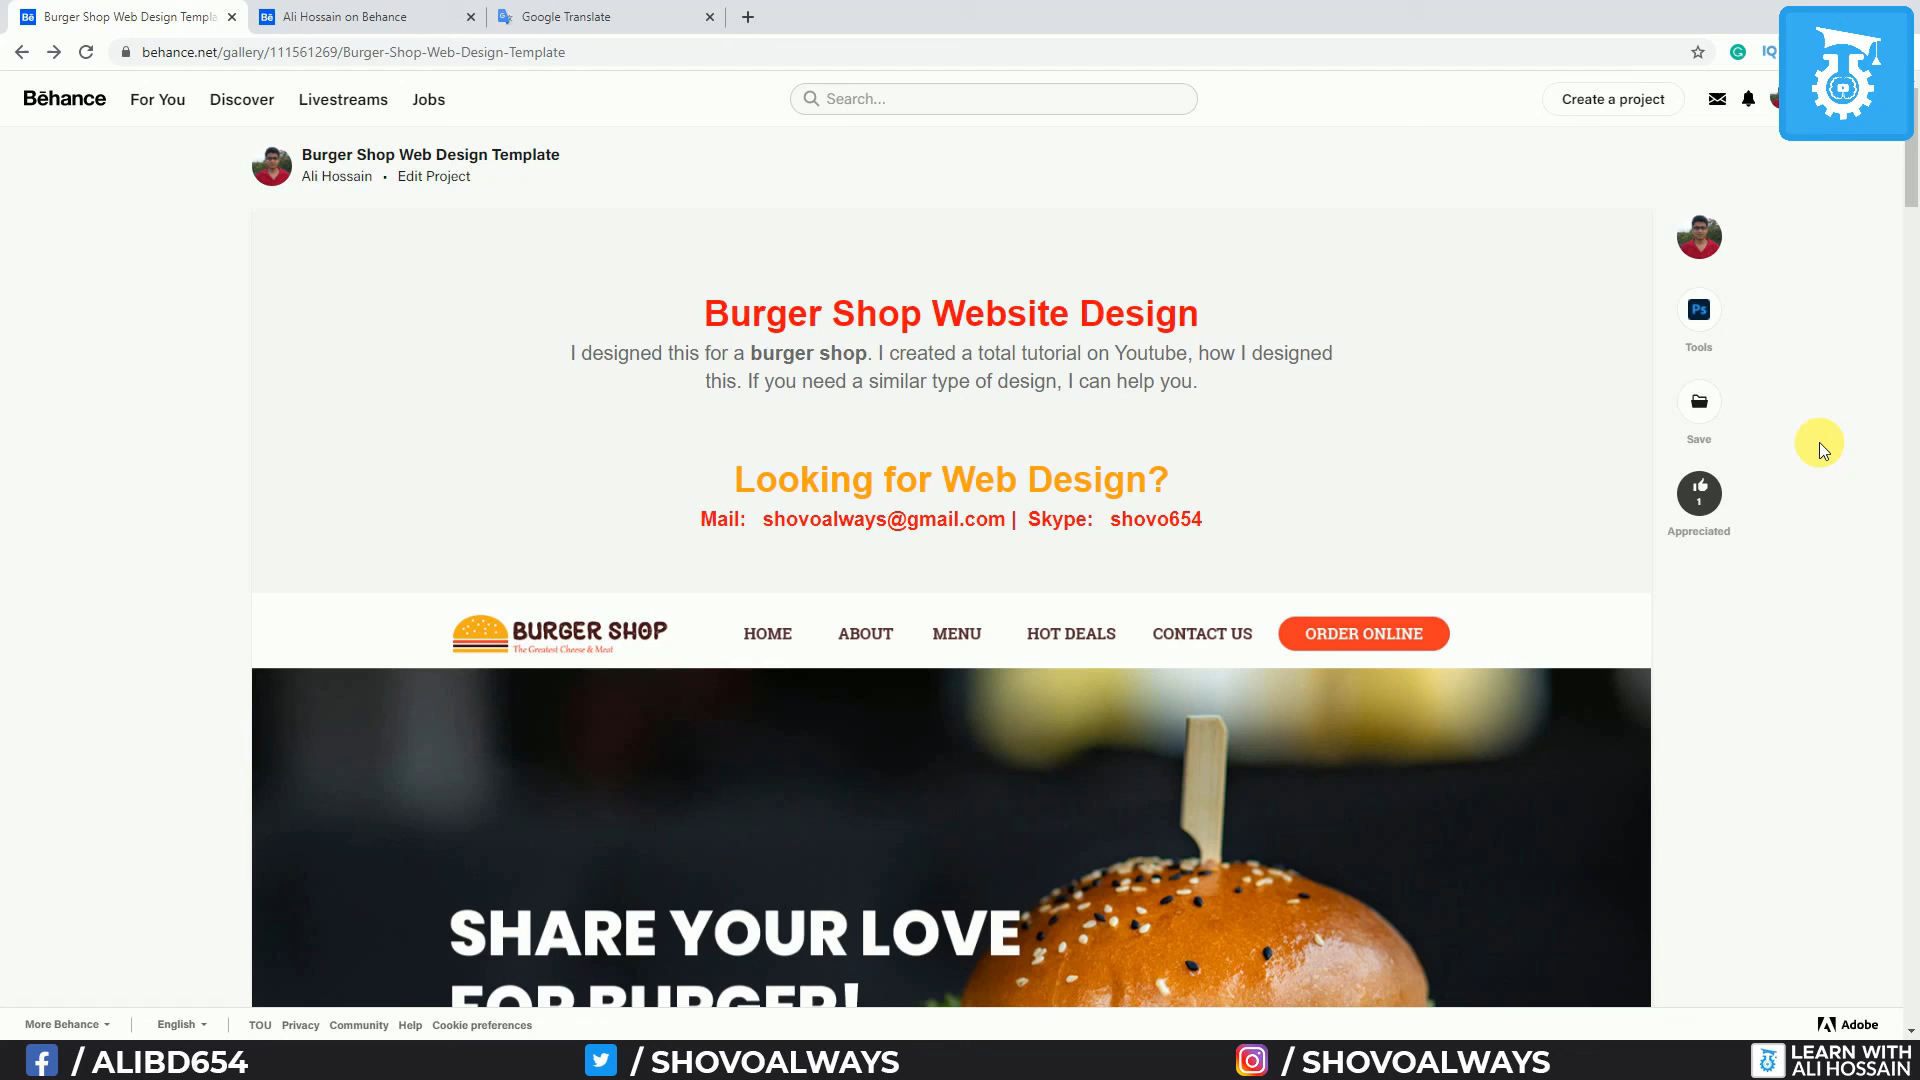 Burger Shop Web Design Templa
Ali Hossain on Behance
Google Translate
behance.net/gallery/111561269/Burger-Shop-Web-Design-Template
IQ
Bēhance
For You
Discover
Livestreams
Jobs
Search...
Create a project
Burger Shop Web Design Template
Ali Hossain • Edit Project
Burger Shop Website Design
I designed this for a burger shop. I created a total tutorial on Youtube, how I designed
this. If you need a similar type of design, I can help you.
Looking for Web Design?
Mail: shovoalways@gmail.com | Skype: shovo654
Ps
Tools
Save
1
Appreciated
BURGER SHOP
The Greatest Cheese & Meat
HOME
ABOUT
MENU
HOT DEALS
CONTACT US
ORDER ONLINE
SHARE YOUR LOVE
FOR BURGER!
More Behance
English
TOU
Privacy
Community
Help
Cookie preferences
Adobe
/ ALIBD654
/ SHOVOALWAYS
/ SHOVOALWAYS
LEARN WITH
ALI HOSSAIN